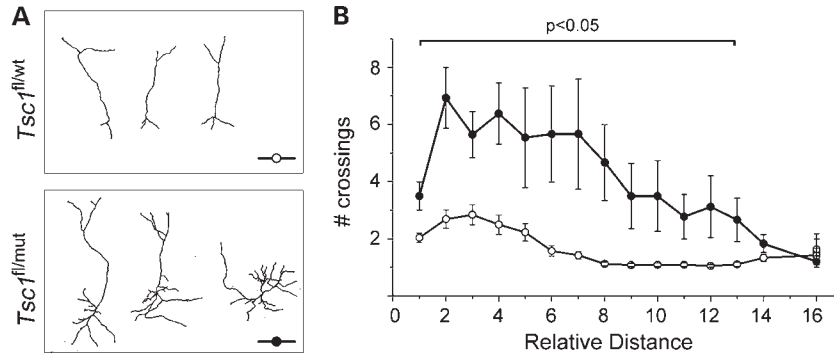 A
Tsc1fl/wt
Tsc1fl/mut
B
p<0.05
# crossings
8
6
4
2
0 2 4 6 8 10 12 14 16
Relative Distance